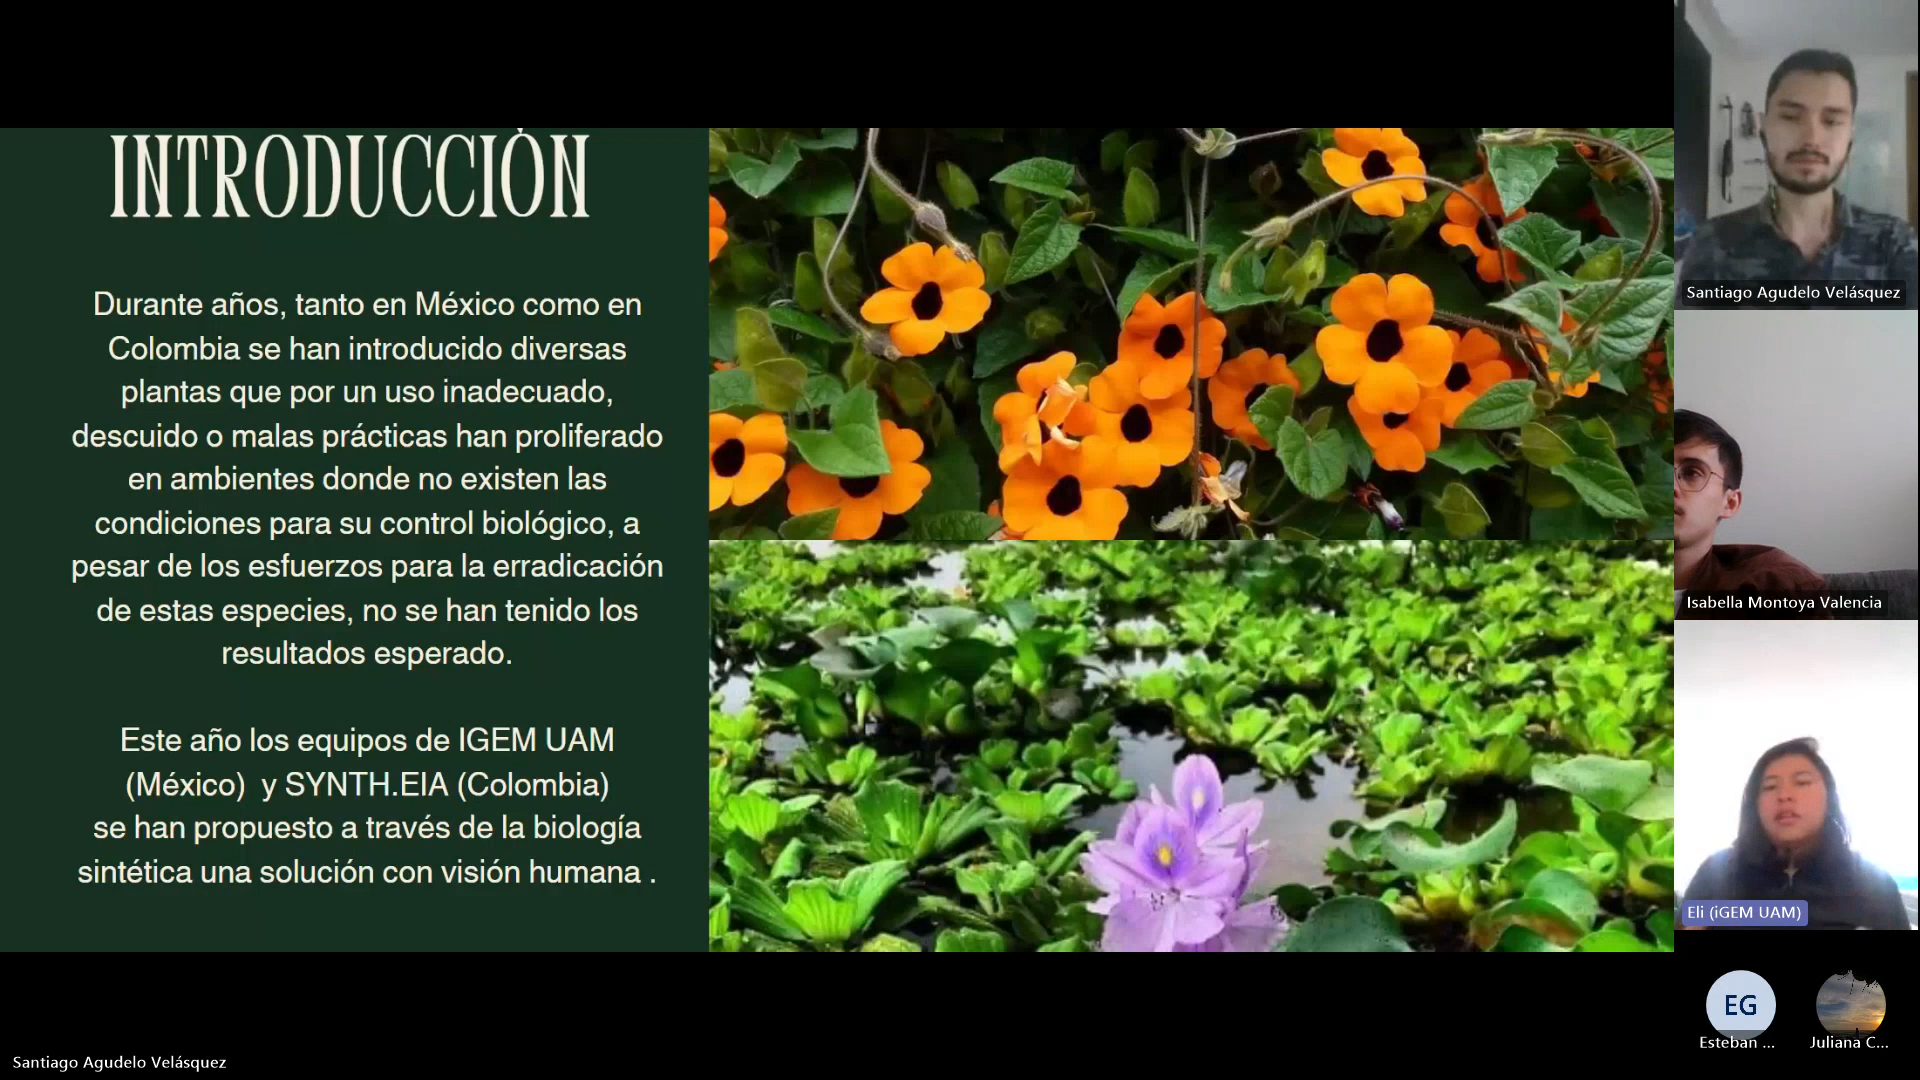 INTRODUCCIÓN
Durante años, tanto en México como en
Colombia se han introducido diversas
plantas que por un uso inadecuado,
descuido o malas prácticas han proliferado
en ambientes donde no existen las
condiciones para su control biológico, a
pesar de los esfuerzos para la erradicación
de estas especies, no se han tenido los
resultados esperado.
Este año los equipos de IGEM UAM
(México) y SYNTH.EIA (Colombia)
se han propuesto a través de la biología
sintética una solución con visión humana .
Santiago Agudelo Velásquez
Isabella Montoya Valencia
Eli (iGEM UAM)
EG
Esteban ...
Juliana C...
Santiago Agudelo Velásquez